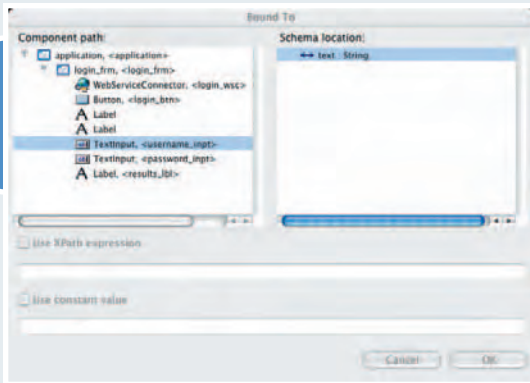 Bound To
Component path:
application, <application>
login_frm, <login_frm>
WebServiceConnector, <login_wsc>
Button, <login_btn>
A Label
A Label
TextInput, <username_inpt>
TextInput, <password_inpt>
A Label, <results_lbl>
Schema location:
text : String
Use XPath expression
Use constant value
Cancel
OK